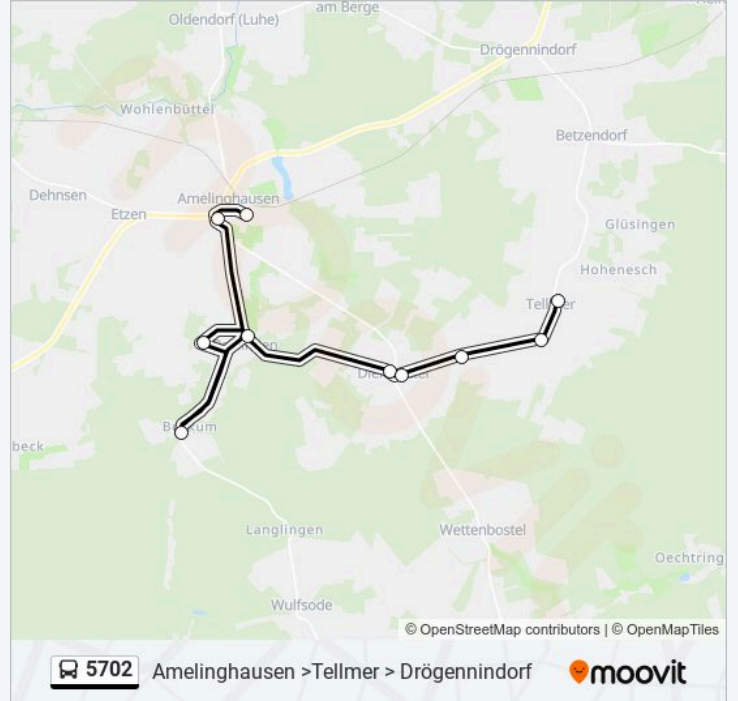 Oldendorf (Luhe)
am Berge
Drögennindorf
Wohlenbüttel
Betzendorf
Dehnsen
Amelinghausen
Etzen
Glüsingen
Hohenesch
beck
Langlingen
Wettenbostel
Oechtring
Wulfsode
© OpenStreetMap contributors | © OpenMapTiles
5702 Amelinghausen >Tellmer > Drögennindorf moovit